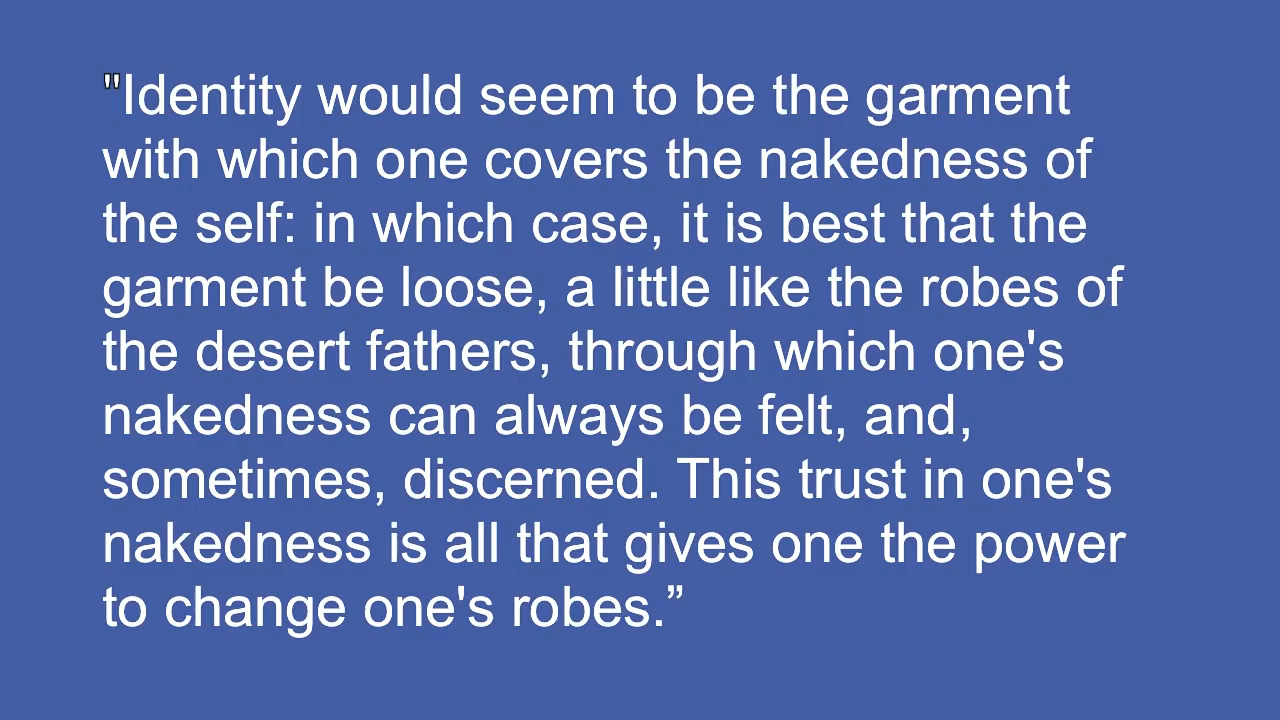 "Identity would seem to be the garment
with which one covers the nakedness of
the self: in which case, it is best that the
garment be loose, a little like the robes of
the desert fathers, through which one's
nakedness can always be felt, and,
sometimes, discerned. This trust in one's
nakedness is all that gives one the power
to change one's robes.”